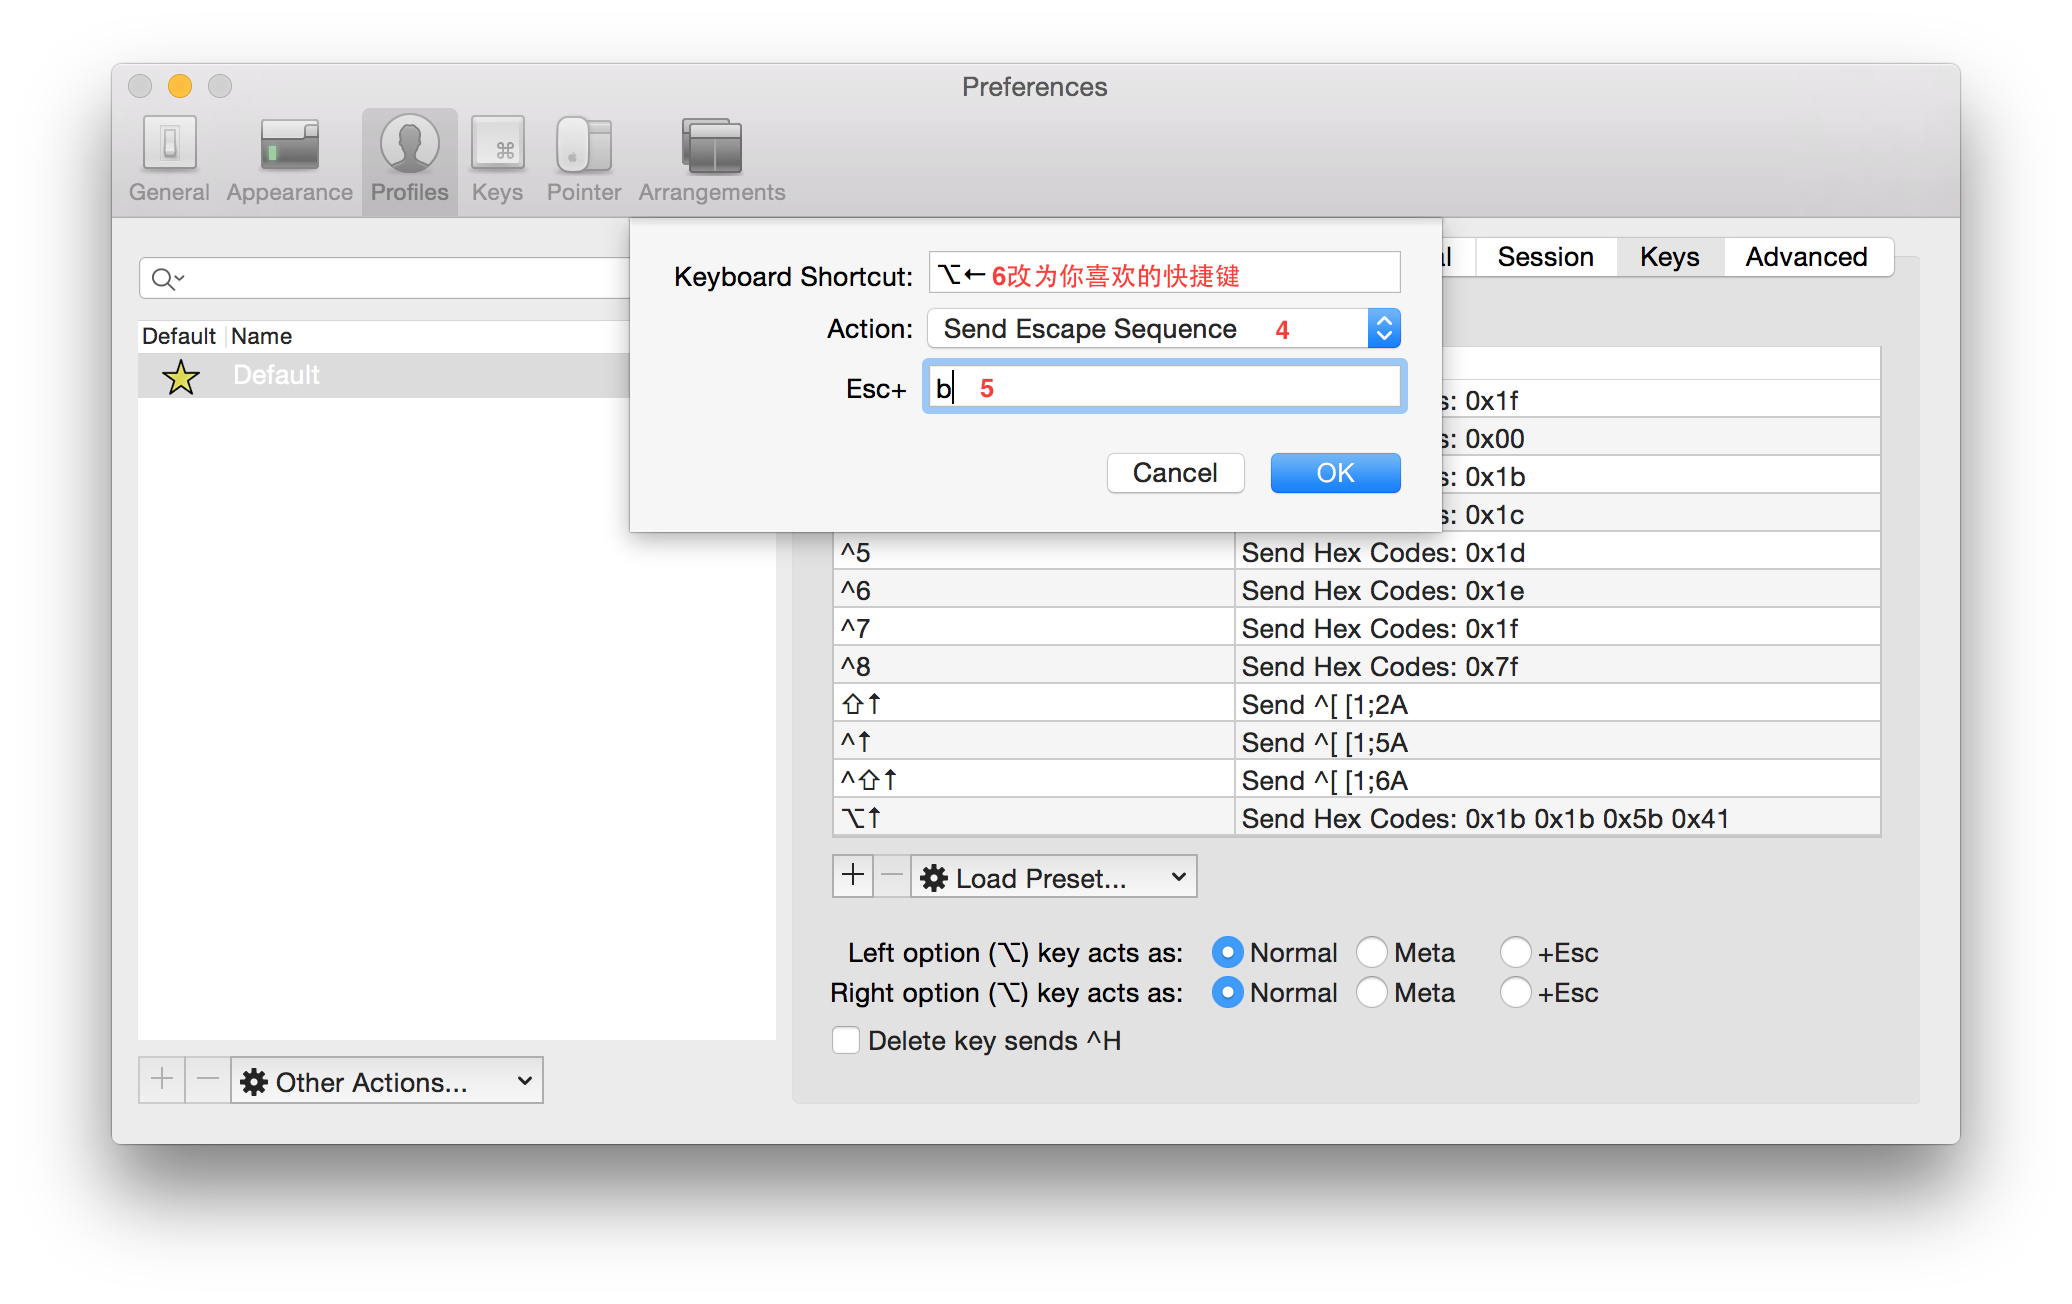 Preferences
General Appearance Profiles Keys Pointer Arrangements
Session Keys Advanced
Keyboard Shortcut: ⌥← 6改为你喜欢的快捷键
Action: Send Escape Sequence 4
Esc+ b 5
Cancel OK
Default Name
Default
s: 0x1f
s: 0x00
s: 0x1b
s: 0x1c
^5 Send Hex Codes: 0x1d
^6 Send Hex Codes: 0x1e
^7 Send Hex Codes: 0x1f
^8 Send Hex Codes: 0x7f
⇧↑ Send ^[ [1;2A
^↑ Send ^[ [1;5A
^⇧↑ Send ^[ [1;6A
⌥↑ Send Hex Codes: 0x1b 0x1b 0x5b 0x41
+ − Load Preset...
Left option (⌥) key acts as: Normal Meta +Esc
Right option (⌥) key acts as: Normal Meta +Esc
Delete key sends ^H
+ − Other Actions...